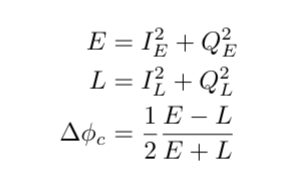 E = I_E^2 + Q_E^2
L = I_L^2 + Q_L^2
Δϕ_c = \frac{1}{2} \frac{E − L}{E + L}